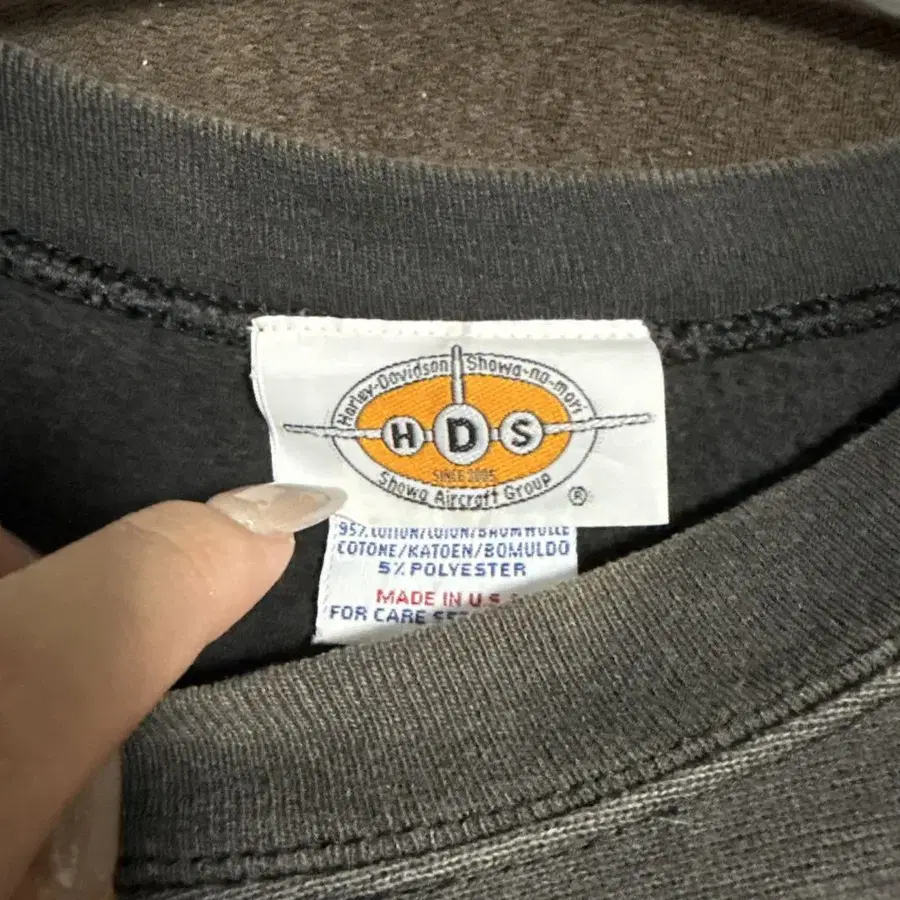 Harley-Davidson Showa-no-mori
H D S
SINCE 2005
Showa Aircraft Group
®
95% COTTON/COTON/BAUMWOLLE
COTONE/KATOEN/BOMULDO
5% POLYESTER
MADE IN U.S.
FOR CARE SEE